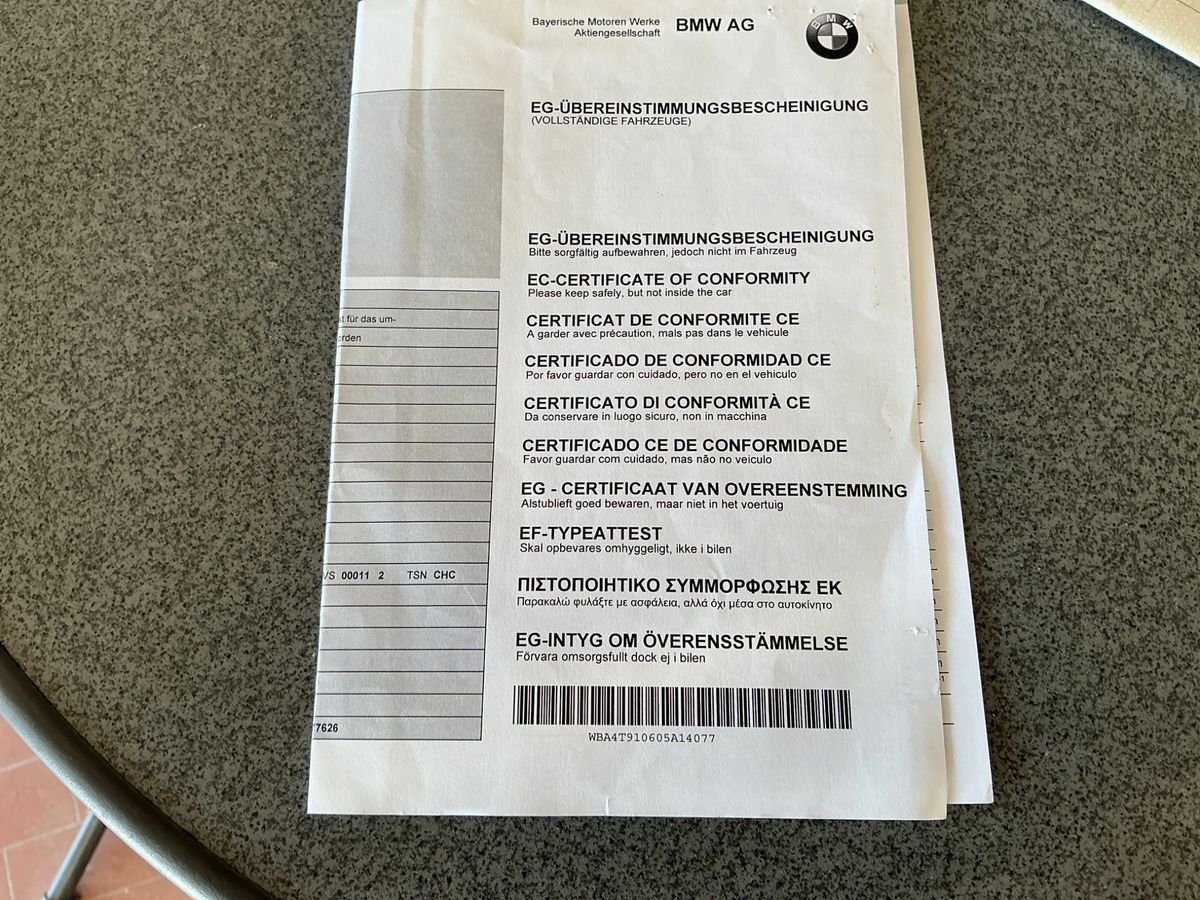 Bayerische Motoren Werke
Aktiengesellschaft
BMW AG
BMW
EG-ÜBEREINSTIMMUNGSBESCHEINIGUNG
(VOLLSTÄNDIGE FAHRZEUGE)
EG-ÜBEREINSTIMMUNGSBESCHEINIGUNG
Bitte sorgfältig aufbewahren, jedoch nicht im Fahrzeug
EC-CERTIFICATE OF CONFORMITY
Please keep safely, but not inside the car
CERTIFICAT DE CONFORMITE CE
A garder avec précaution, mais pas dans le vehicule
CERTIFICADO DE CONFORMIDAD CE
Por favor guardar con cuidado, pero no en el vehiculo
CERTIFICATO DI CONFORMITÀ CE
Da conservare in luogo sicuro, non in macchina
CERTIFICADO CE DE CONFORMIDADE
Favor guardar com cuidado, mas não no veiculo
EG - CERTIFICAAT VAN OVEREENSTEMMING
Alstublieft goed bewaren, maar niet in het voertuig
EF-TYPEATTEST
Skal opbevares omhyggeligt, ikke i bilen
ΠΙΣΤΟΠΟΙΗΤΙΚΟ ΣΥΜΜΟΡΦΩΣΗΣ ΕΚ
Παρακαλώ φυλάξτε με ασφάλεια, αλλά όχι μέσα στο αυτοκίνητο
EG-INTYG OM ÖVERENSSTÄMMELSE
Förvara omsorgsfullt dock ej i bilen
WBA4T910605A14077
st für das um-
orden
VS 00011 2 TSN CHC
7626